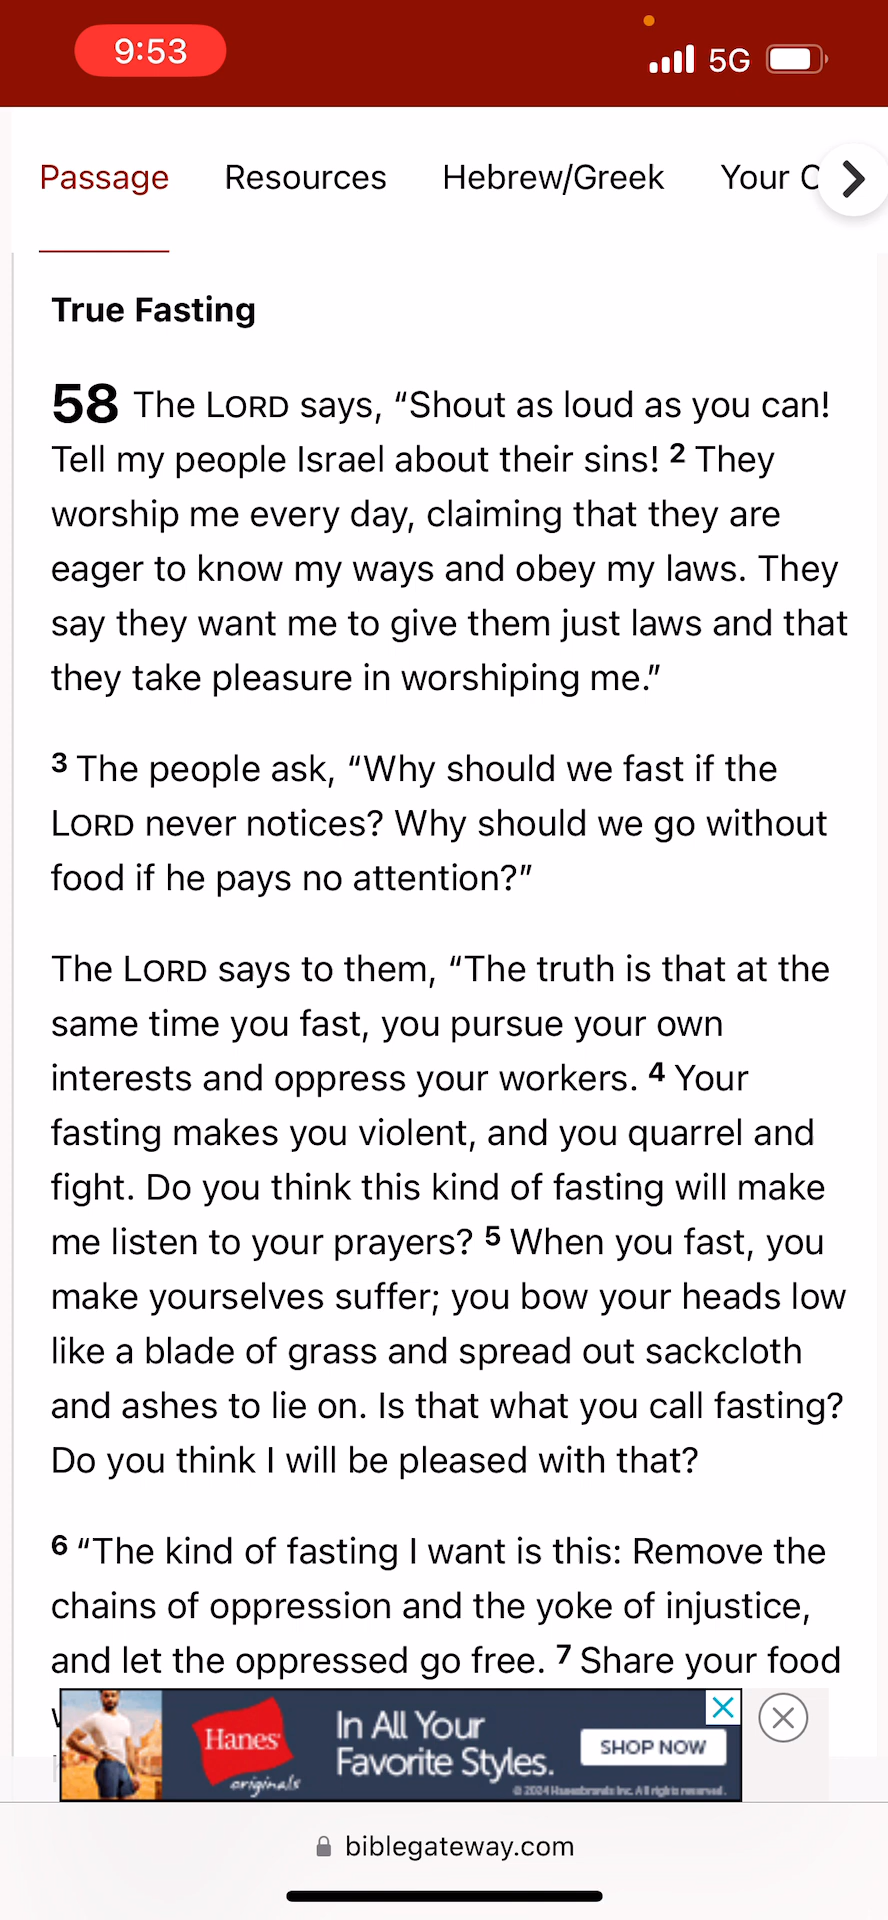 9:53
5G
Passage Resources Hebrew/Greek Your
True Fasting
58 The LORD says, “Shout as loud as you can!
Tell my people Israel about their sins! 2 They
worship me every day, claiming that they are
eager to know my ways and obey my laws. They
say they want me to give them just laws and that
they take pleasure in worshiping me.”
3 The people ask, “Why should we fast if the
LORD never notices? Why should we go without
food if he pays no attention?”
The LORD says to them, “The truth is that at the
same time you fast, you pursue your own
interests and oppress your workers. 4 Your
fasting makes you violent, and you quarrel and
fight. Do you think this kind of fasting will make
me listen to your prayers? 5 When you fast, you
make yourselves suffer; you bow your heads low
like a blade of grass and spread out sackcloth
and ashes to lie on. Is that what you call fasting?
Do you think I will be pleased with that?
6 “The kind of fasting I want is this: Remove the
chains of oppression and the yoke of injustice,
and let the oppressed go free. 7 Share your food
Hanes
originals
In All Your
Favorite Styles.
SHOP NOW
© 2024 Hanesbrands Inc. All rights reserved.
biblegateway.com